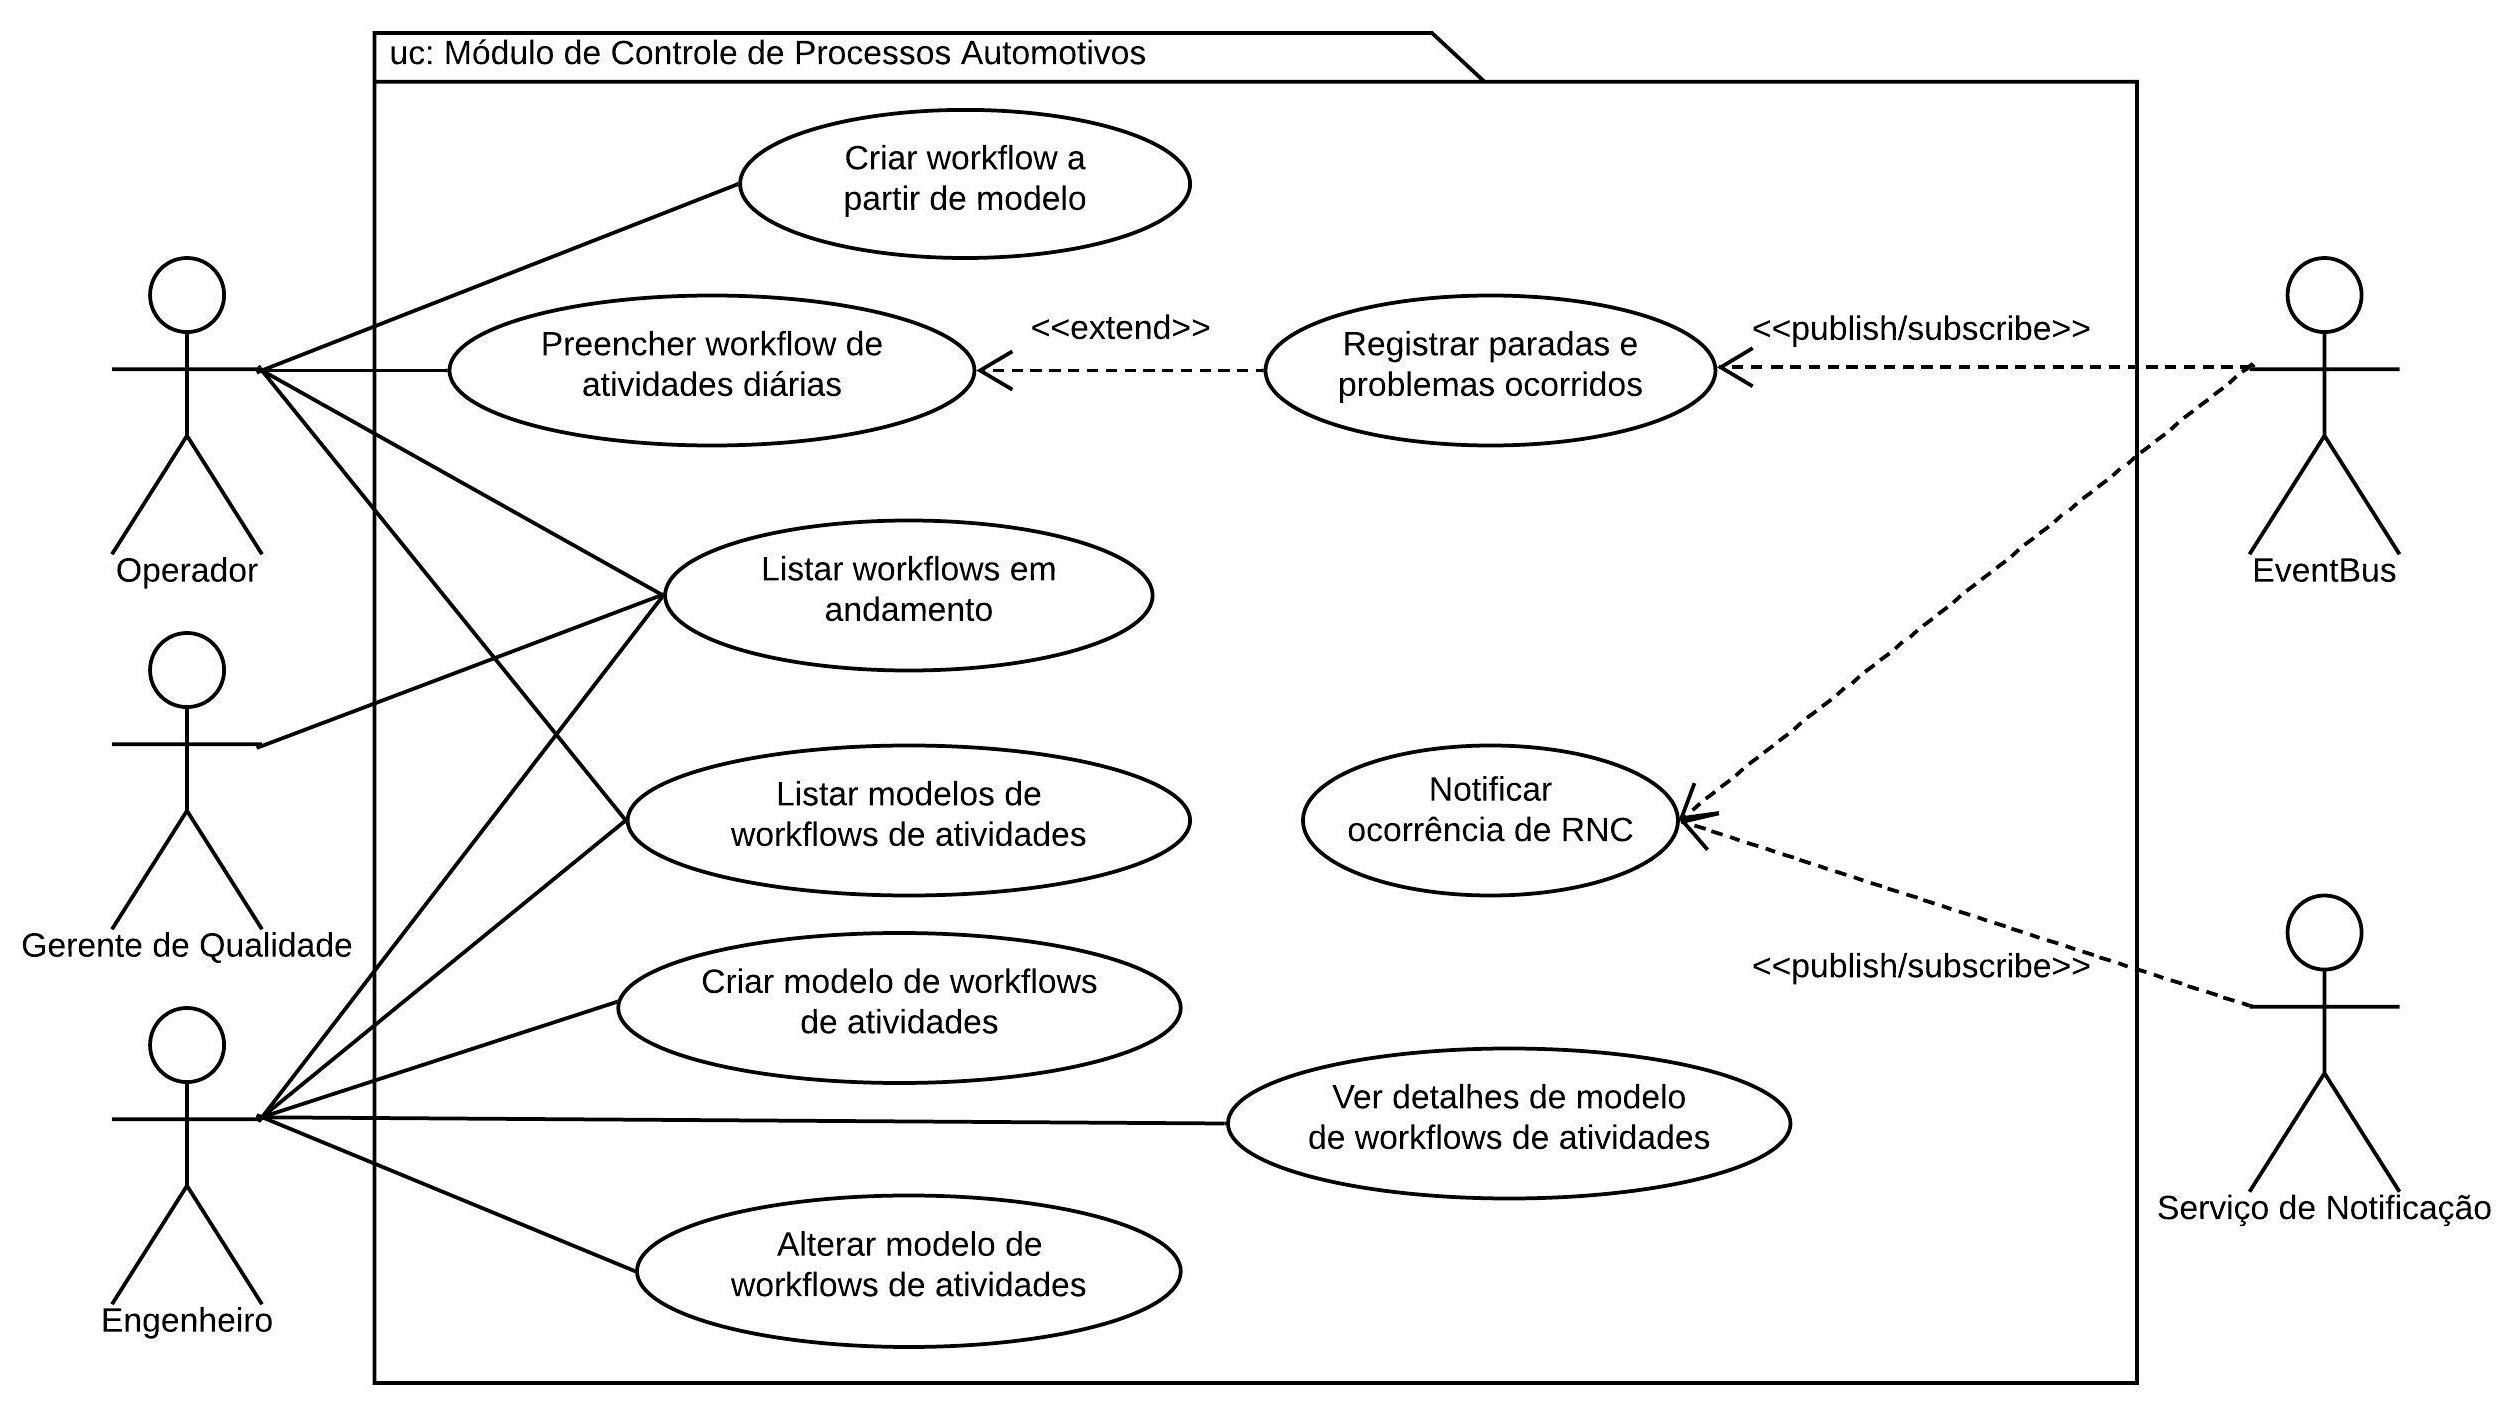 uc: Módulo de Controle de Processos Automotivos
Criar workflow a
partir de modelo
Preencher workflow de
atividades diárias
<<extend>>
Registrar paradas e
problemas ocorridos
<<publish/subscribe>>
Operador
EventBus
Listar workflows em
andamento
Listar modelos de
workflows de atividades
Notificar
ocorrência de RNC
Gerente de Qualidade
<<publish/subscribe>>
Criar modelo de workflows
de atividades
Ver detalhes de modelo
de workflows de atividades
Serviço de Notificação
Alterar modelo de
workflows de atividades
Engenheiro